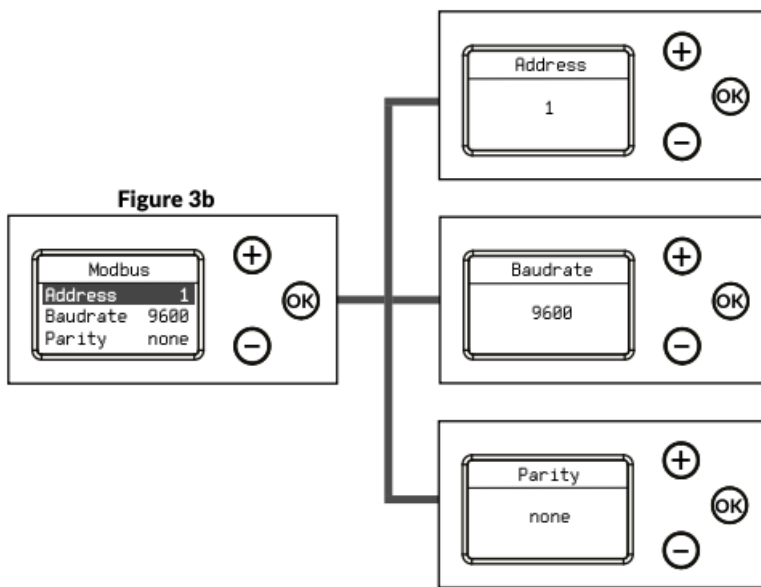 Figure 3b
Modbus
Address 1
Baudrate 9600
Parity none
+
OK
−
Address
1
+
OK
−
Baudrate
9600
+
OK
−
Parity
none
+
OK
−